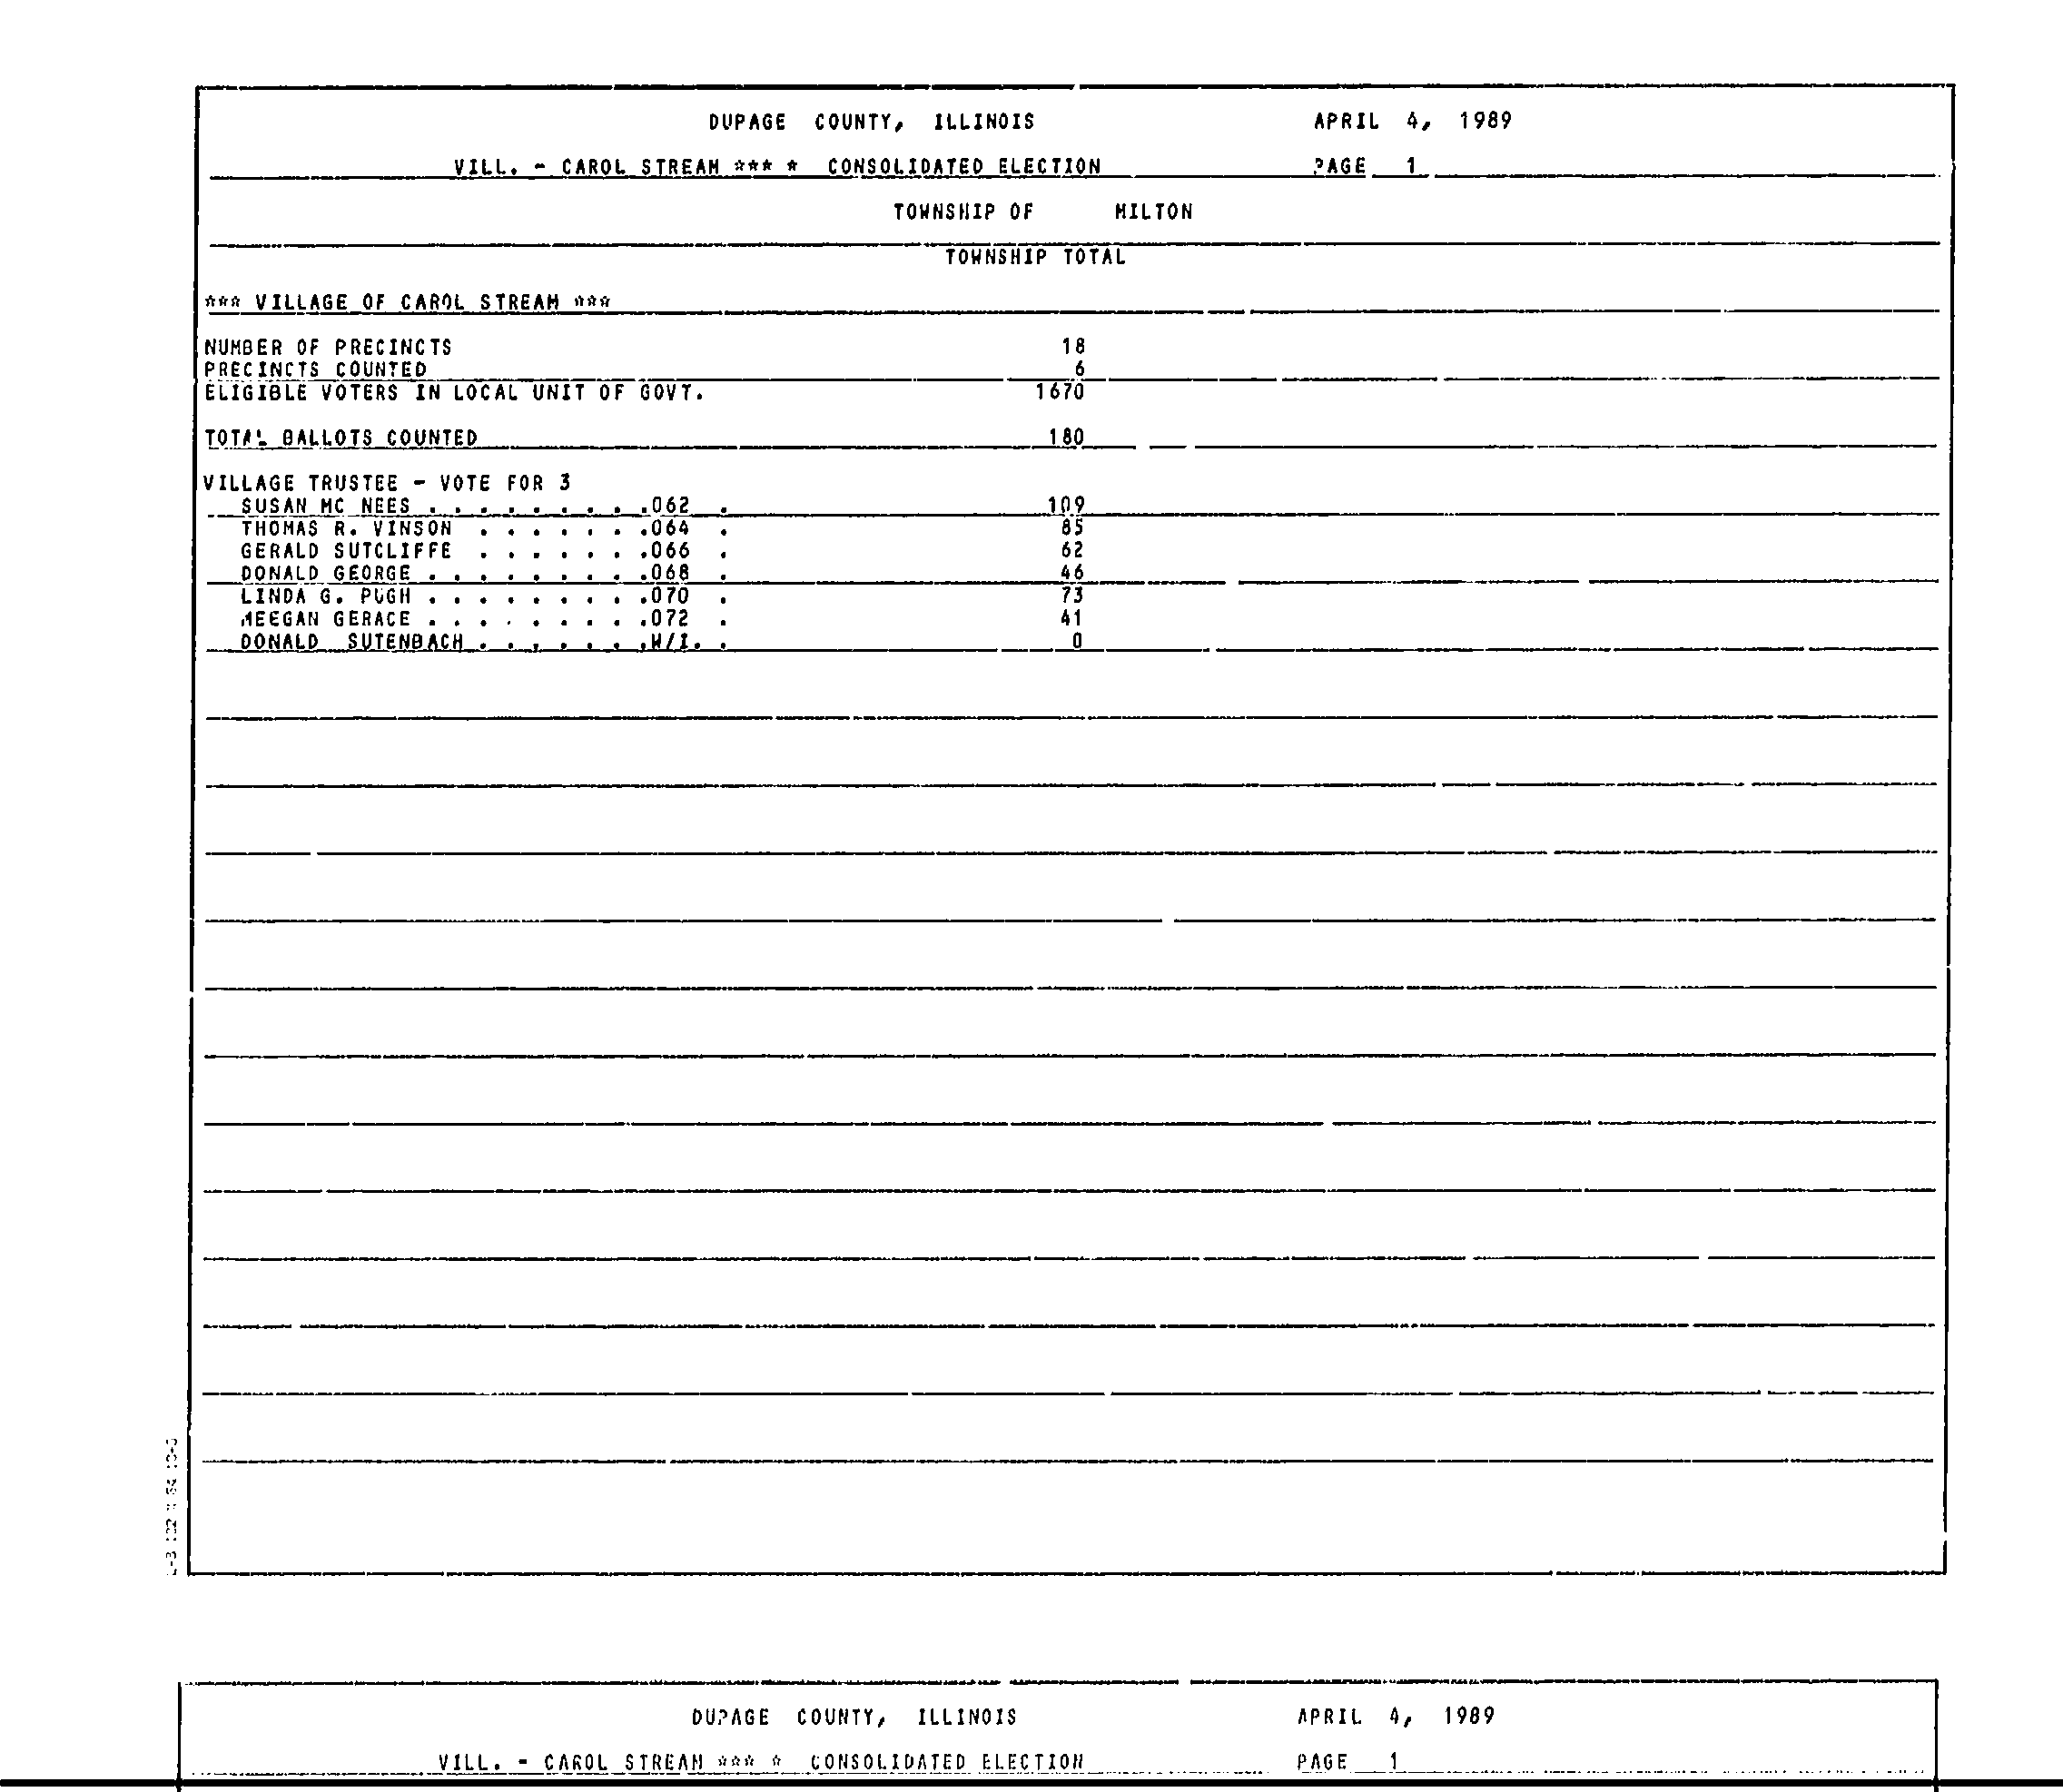 DUPAGE COUNTY, ILLINOIS APRIL 4, 1989
VILL. - CAROL STREAM *** * CONSOLIDATED ELECTION PAGE 1
TOWNSHIP OF MILTON
TOWNSHIP TOTAL
*** VILLAGE OF CAROL STREAM ***
NUMBER OF PRECINCTS 18
PRECINCTS COUNTED 6
ELIGIBLE VOTERS IN LOCAL UNIT OF GOVT. 1670
TOTAL BALLOTS COUNTED 180
VILLAGE TRUSTEE - VOTE FOR 3
SUSAN MC NEES . . . . . . . . .062 . 109
THOMAS R. VINSON . . . . . . .064 . 85
GERALD SUTCLIFFE . . . . . . .066 . 62
DONALD GEORGE . . . . . . . . .068 . 46
LINDA G. PUGH . . . . . . . . .070 . 73
MEEGAN GERACE . . . . . . . . .072 . 41
DONALD SUTENBACH . . . . . . .W/I. . 0
DUPAGE COUNTY, ILLINOIS APRIL 4, 1989
VILL. - CAROL STREAM *** * CONSOLIDATED ELECTION PAGE 1